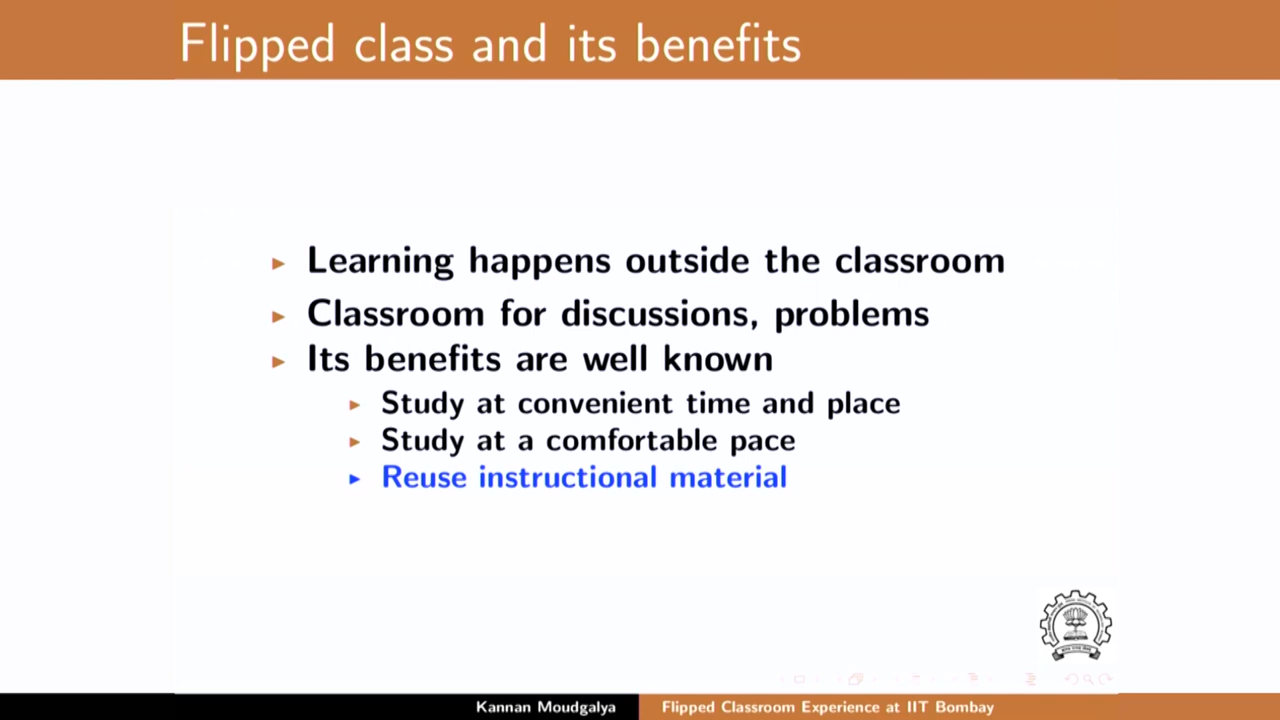 Flipped class and its benefits
Learning happens outside the classroom
Classroom for discussions, problems
Its benefits are well known
Study at convenient time and place
Study at a comfortable pace
Reuse instructional material
Kannan Moudgalya
Flipped Classroom Experience at IIT Bombay